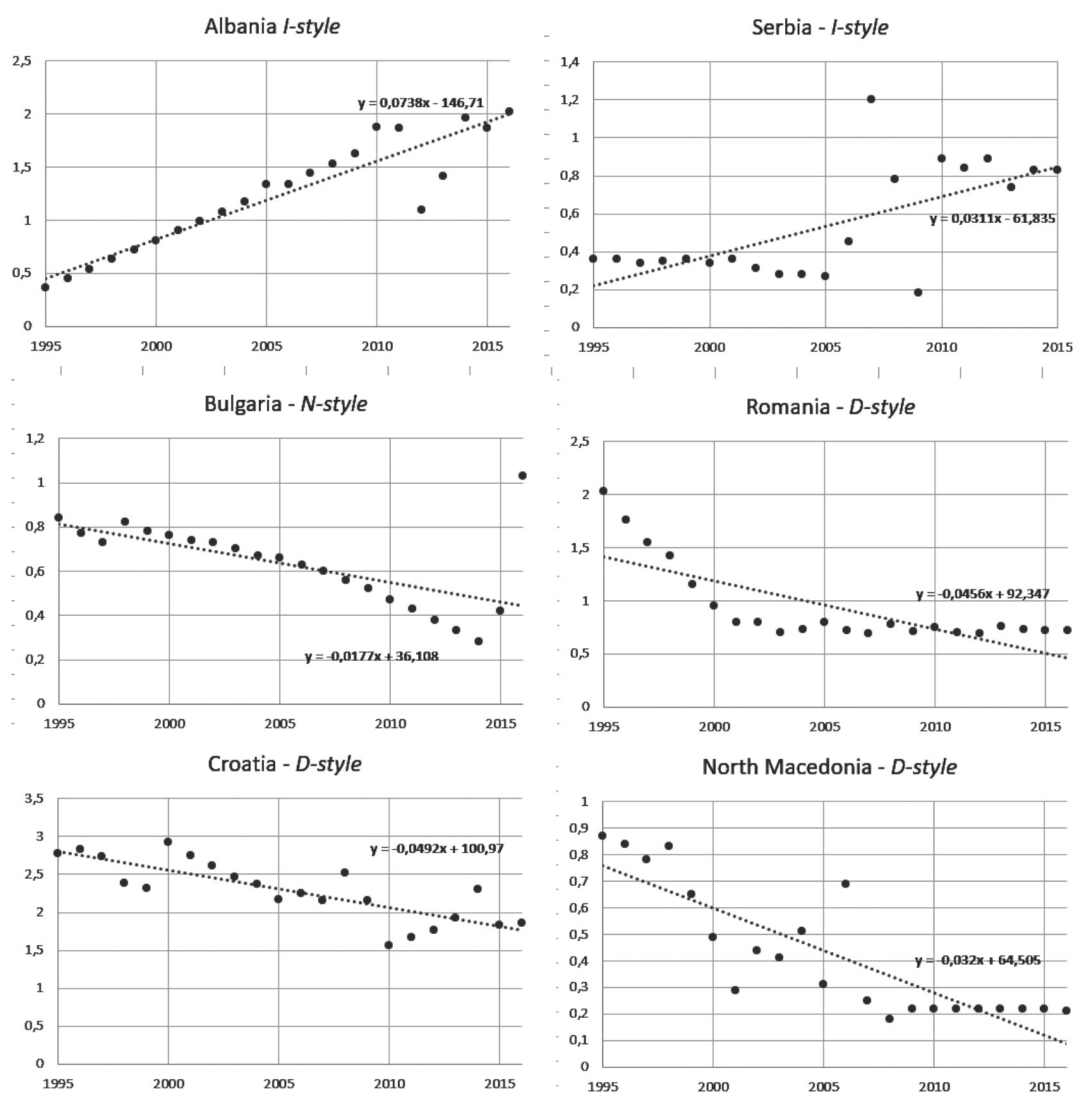 Albania I-style
2,5
2
1,5
1
0,5
0
y = 0,0738x - 146,71
1995 2000 2005 2010 2015
Serbia - I-style
1,4
1,2
1
0,8
0,6
0,4
0,2
0
y = 0,0311x - 61,835
1995 2000 2005 2010 2015
Bulgaria - N-style
1,2
1
0,8
0,6
0,4
0,2
0
y = -0,0177x + 36,108
1995 2000 2005 2010 2015
Romania - D-style
2,5
2
1,5
1
0,5
0
y = -0,0456x + 92,347
1995 2000 2005 2010 2015
Croatia - D-style
3,5
3
2,5
2
1,5
1
0,5
0
y = -0,0492x + 100,97
1995 2000 2005 2010 2015
North Macedonia - D-style
1
0,9
0,8
0,7
0,6
0,5
0,4
0,3
0,2
0,1
0
y = -0,032x + 64,505
1995 2000 2005 2010 2015